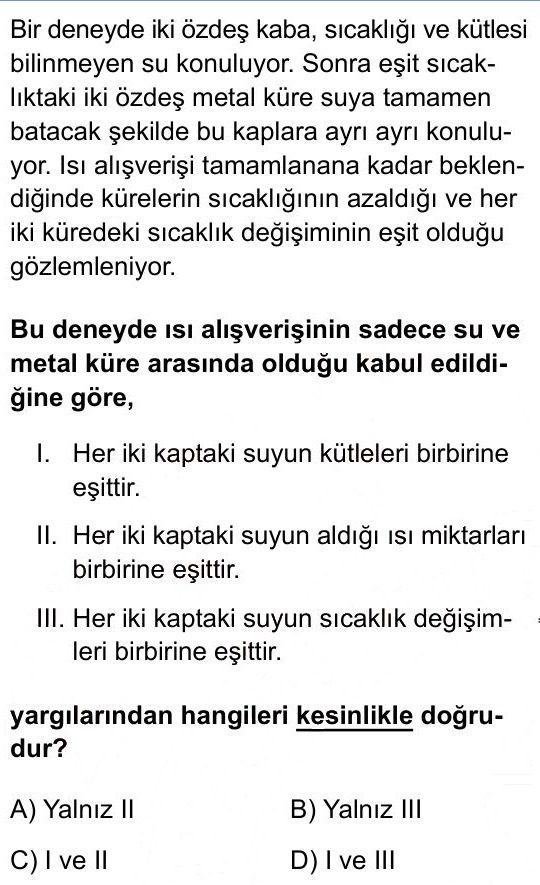 Bir deneyde iki özdeş kaba, sıcaklığı ve kütlesi
bilinmeyen su konuluyor. Sonra eşit sıcak-
lıktaki iki özdeş metal küre suya tamamen
batacak şekilde bu kaplara ayrı ayrı konulu-
yor. Isı alışverişi tamamlanana kadar beklen-
diğinde kürelerin sıcaklığının azaldığı ve her
iki küredeki sıcaklık değişiminin eşit olduğu
gözlemleniyor.
Bu deneyde ısı alışverişinin sadece su ve
metal küre arasında olduğu kabul edildi-
ğine göre,
I. Her iki kaptaki suyun kütleleri birbirine
eşittir.
II. Her iki kaptaki suyun aldığı ısı miktarları
birbirine eşittir.
III. Her iki kaptaki suyun sıcaklık değişim-
leri birbirine eşittir.
yargılarından hangileri kesinlikle doğru-
dur?
A) Yalnız II B) Yalnız III
C) I ve II D) I ve III